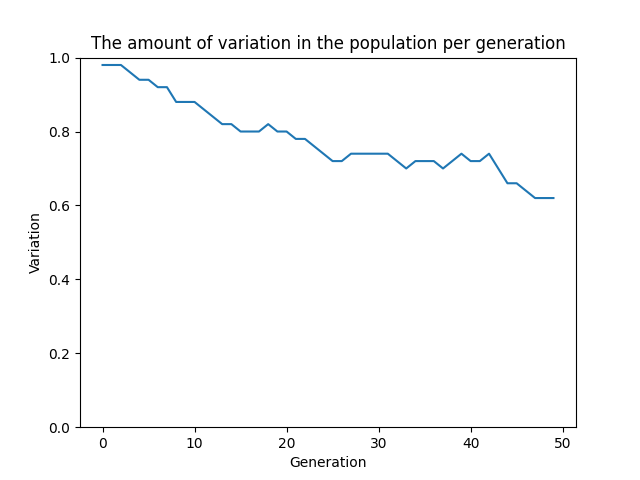 The amount of variation in the population per generation
1.0
0.8
0.6
0.4
0.2
0.0
Variation
0 10 20 30 40 50
Generation